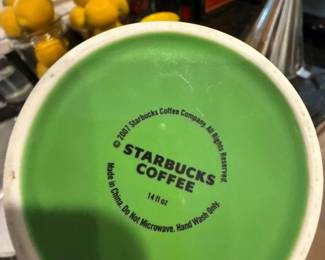 © 2007 Starbucks Coffee Company. All Rights Reserved.
STARBUCKS
COFFEE
14 fl oz
Made in China. Do Not Microwave. Hand Wash Only.